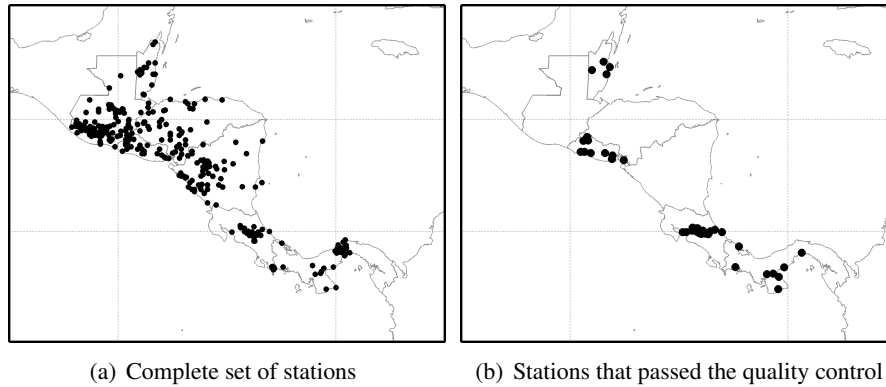 (a) Complete set of stations
(b) Stations that passed the quality control